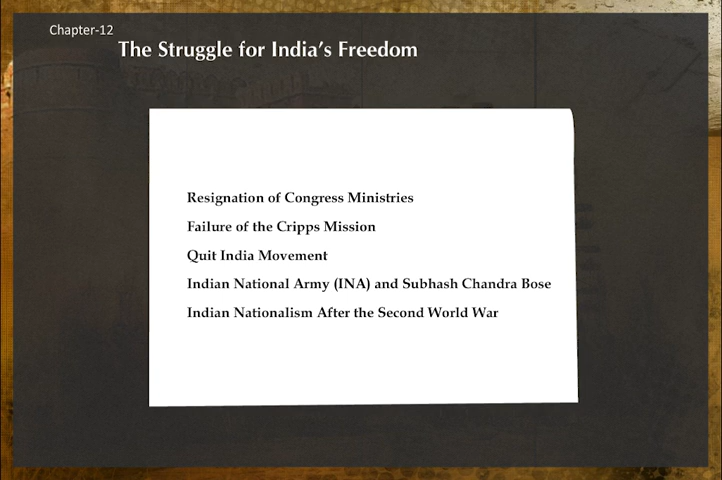 Chapter-12
The Struggle for India’s Freedom
Resignation of Congress Ministries
Failure of the Cripps Mission
Quit India Movement
Indian National Army (INA) and Subhash Chandra Bose
Indian Nationalism After the Second World War